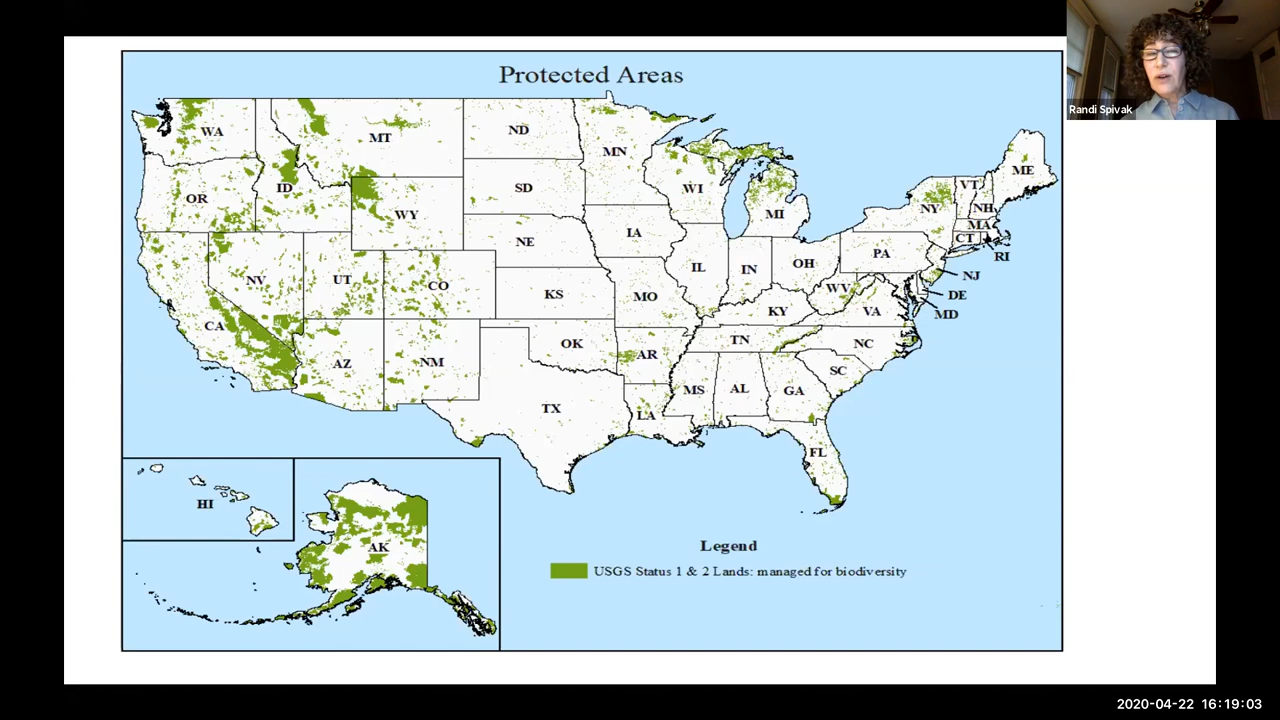 Protected Areas
Randi Spivak
WA
MT
ND
MN
ME
OR
ID
WY
SD
WI
MI
NY
VT
NH
MA
CT
RI
NV
UT
CO
NE
IA
IL
IN
OH
PA
NJ
DE
MD
CA
KS
MO
KY
WV
VA
AZ
NM
OK
AR
TN
NC
SC
TX
LA
MS
AL
GA
FL
HI
AK
Legend
USGS Status 1 & 2 Lands: managed for biodiversity
2020-04-22 16:19:03